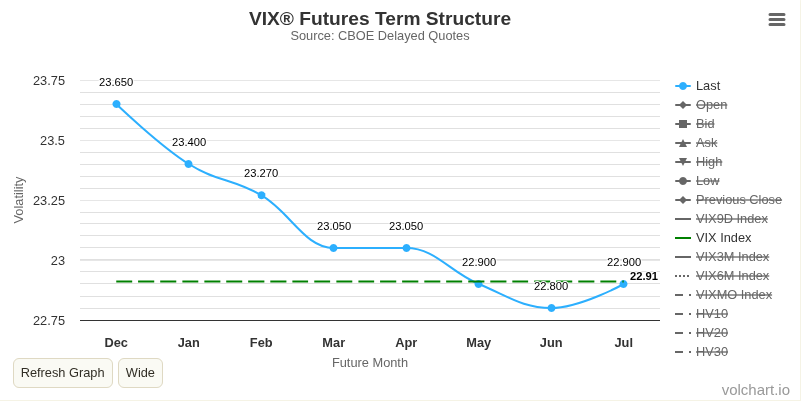 VIX® Futures Term Structure
Source: CBOE Delayed Quotes
23.75
23.5
23.25
23
22.75
Volatility
23.650
23.400
23.270
23.050
23.050
22.900
22.800
22.900
22.91
Dec
Jan
Feb
Mar
Apr
May
Jun
Jul
Future Month
Last
Open
Bid
Ask
High
Low
Previous Close
VIX9D Index
VIX Index
VIX3M Index
VIX6M Index
VIXMO Index
HV10
HV20
HV30
Refresh Graph
Wide
volchart.io